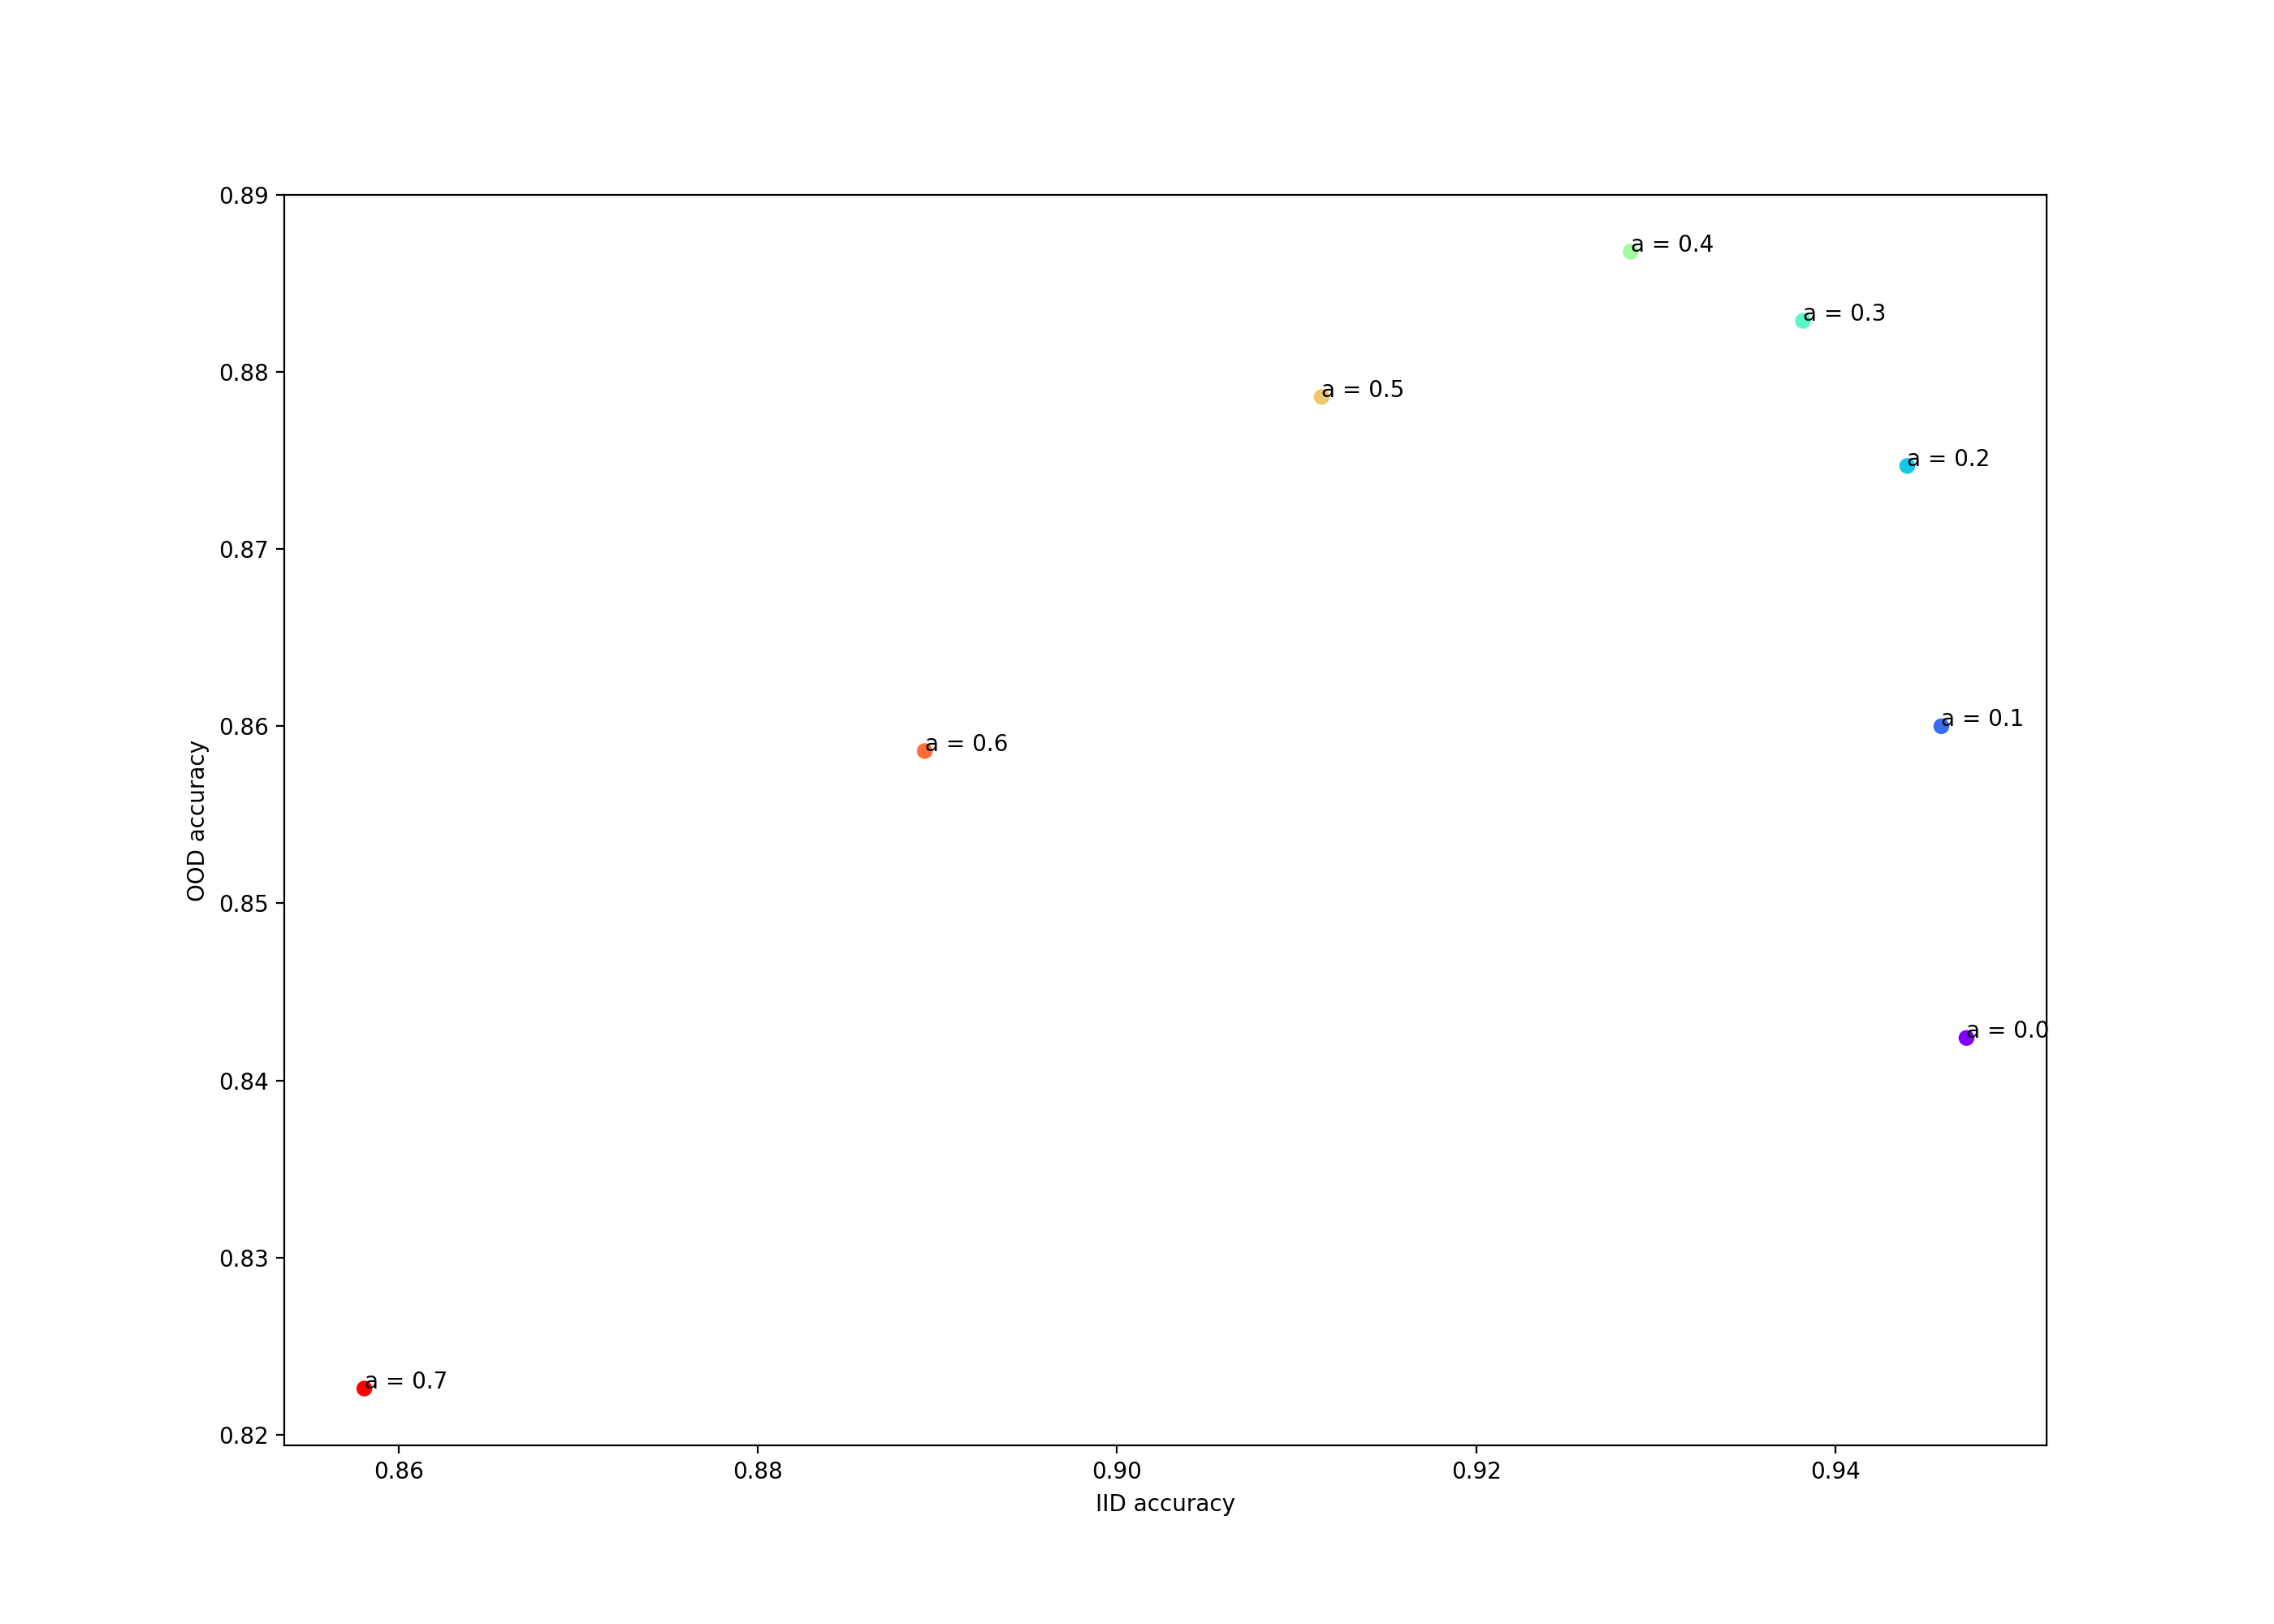 0.89
a = 0.4
a = 0.3
0.88
a = 0.5
a = 0.2
0.87
0.86
a = 0.1
a = 0.6
OOD accuracy
0.85
a = 0.0
0.84
0.83
a = 0.7
0.82
0.86 0.88 0.90 0.92 0.94
IID accuracy